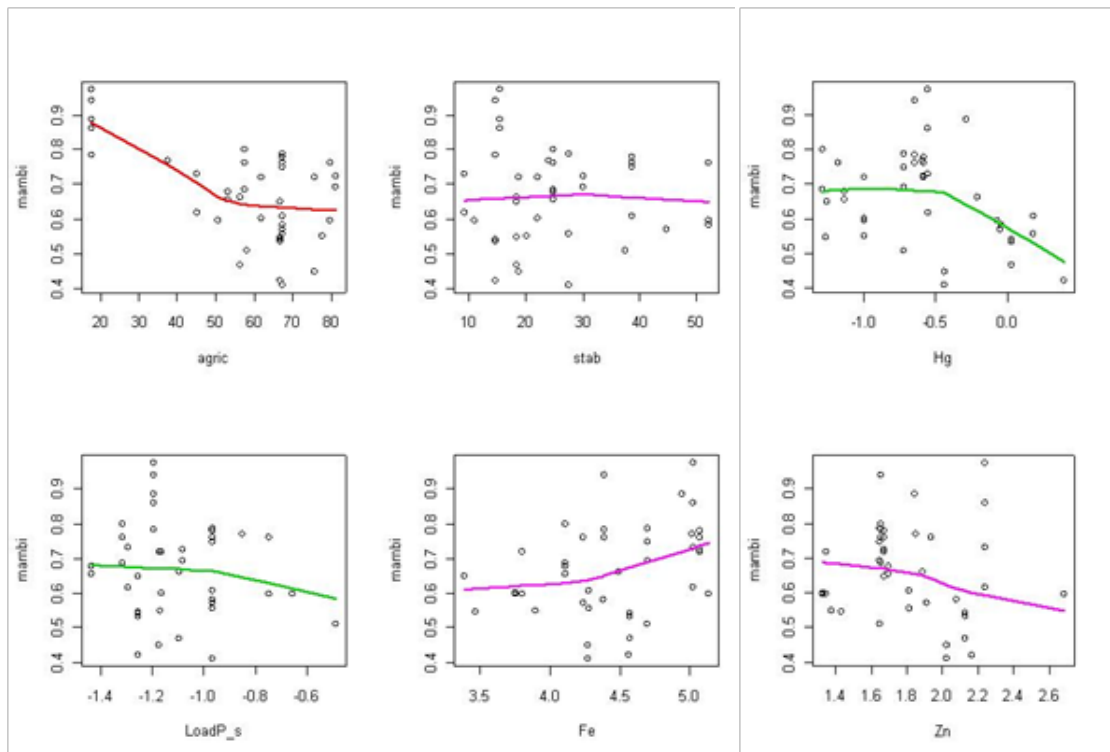 mambi
0.4 0.5 0.6 0.7 0.8 0.9
20 30 40 50 60 70 80
agric
mambi
0.4 0.5 0.6 0.7 0.8 0.9
10 20 30 40 50
stab
mambi
0.4 0.5 0.6 0.7 0.8 0.9
-1.0 -0.5 0.0
Hg
mambi
0.4 0.5 0.6 0.7 0.8 0.9
-1.4 -1.2 -1.0 -0.8 -0.6
LoadP_s
mambi
0.4 0.5 0.6 0.7 0.8 0.9
3.5 4.0 4.5 5.0
Fe
mambi
0.4 0.5 0.6 0.7 0.8 0.9
1.4 1.6 1.8 2.0 2.2 2.4 2.6
Zn